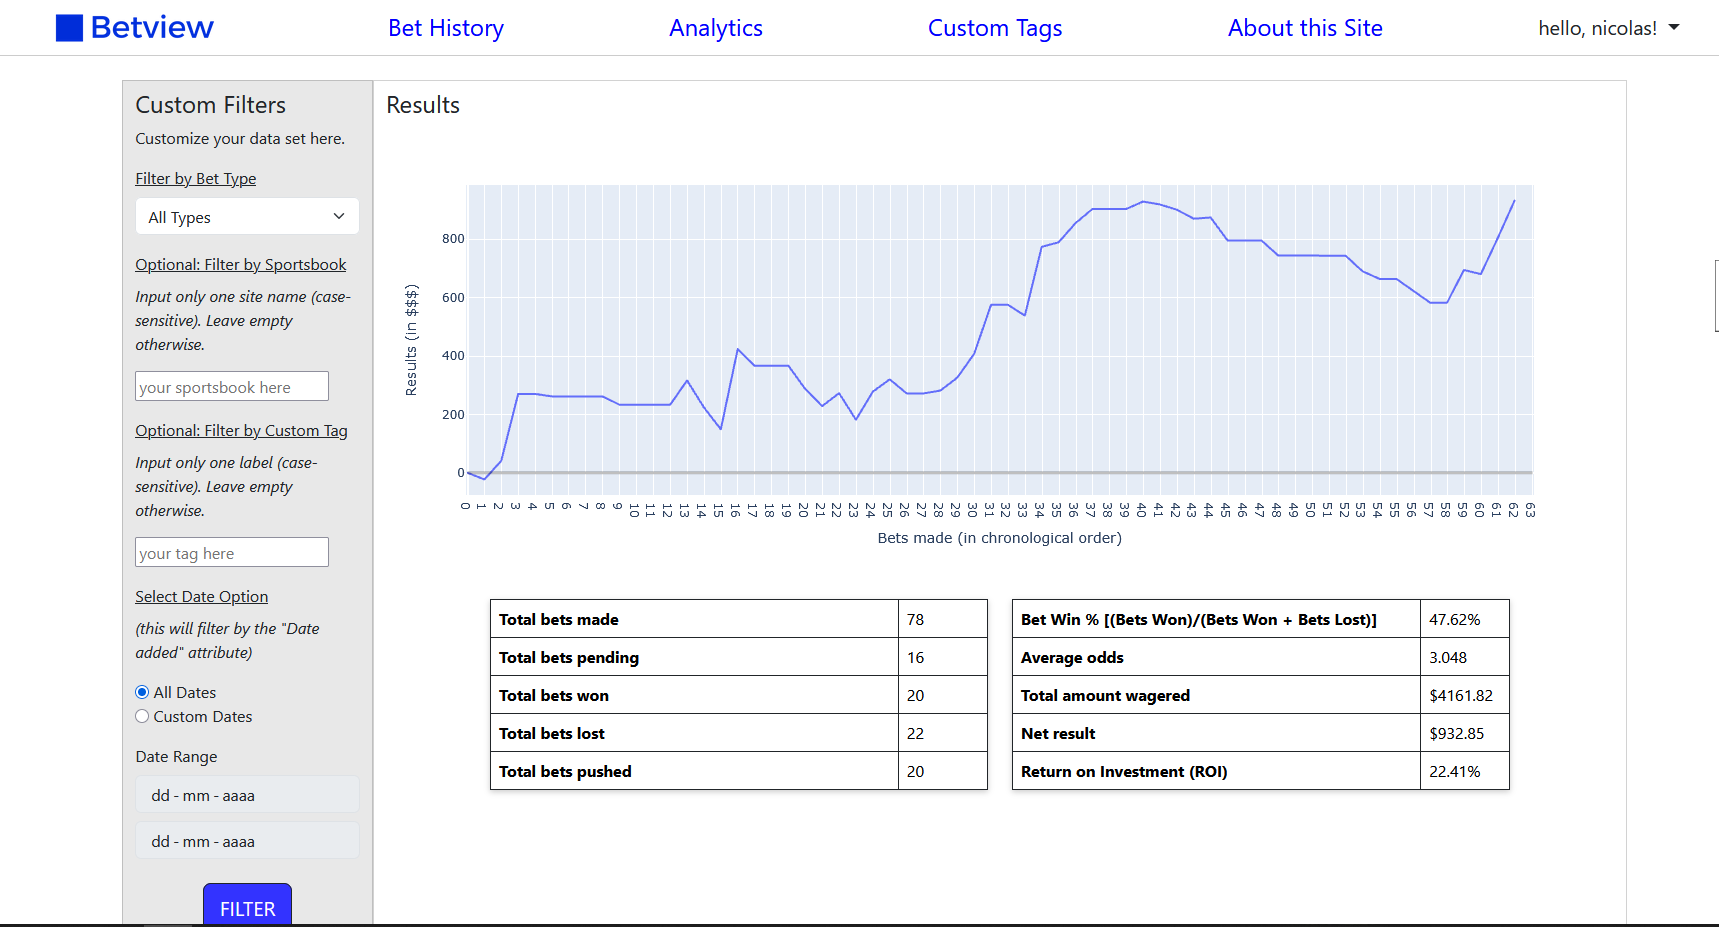 Betview
Bet History
Analytics
Custom Tags
About this Site
hello, nicolas!
Custom Filters
Customize your data set here.
Filter by Bet Type
All Types
Optional: Filter by Sportsbook
Input only one site name (case-
sensitive). Leave empty
otherwise.
your sportsbook here
Optional: Filter by Custom Tag
Input only one label (case-
sensitive). Leave empty
otherwise.
your tag here
Select Date Option
(this will filter by the "Date
added" attribute)
All Dates
Custom Dates
Date Range
dd - mm - aaaa
dd - mm - aaaa
FILTER
Results
Results (in $$$)
800
600
400
200
0
0 1 2 3 4 5 6 7 8 9 10 11 12 13 14 15 16 17 18 19 20 21 22 23 24 25 26 27 28 29 30 31 32 33 34 35 36 37 38 39 40 41 42 43 44 45 46 47 48 49 50 51 52 53 54 55 56 57 58 59 60 61 62 63
Bets made (in chronological order)
Total bets made 78
Total bets pending 16
Total bets won 20
Total bets lost 22
Total bets pushed 20
Bet Win % [(Bets Won)/(Bets Won + Bets Lost)] 47.62%
Average odds 3.048
Total amount wagered $4161.82
Net result $932.85
Return on Investment (ROI) 22.41%